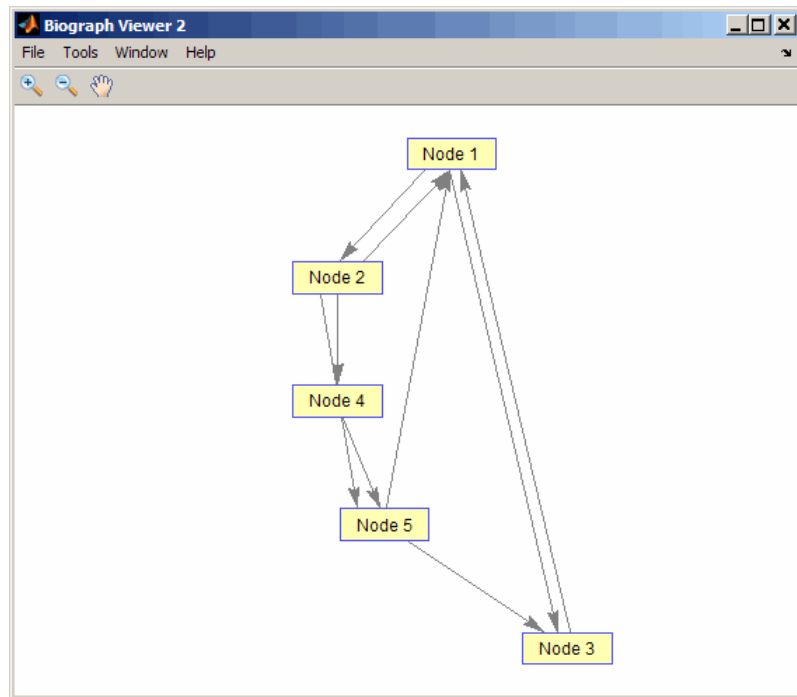 Biograph Viewer 2
File Tools Window Help
Node 1
Node 2
Node 4
Node 5
Node 3